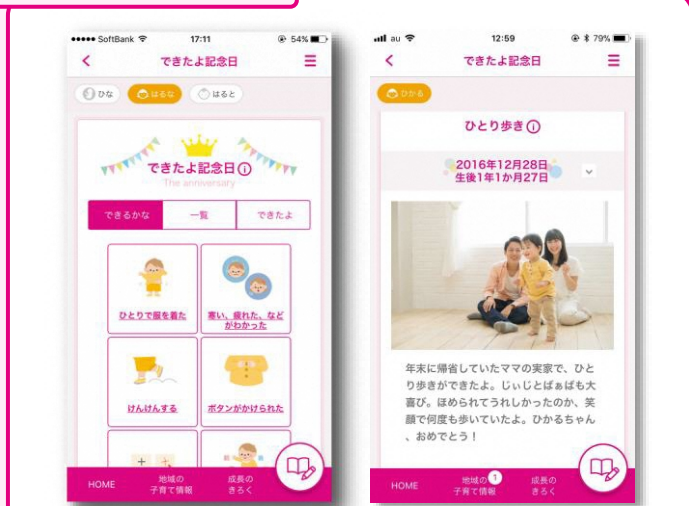 SoftBank 17:11 54%
できたよ記念日
ひな はるな はると
できたよ記念日
The anniversary
できるかな 一覧 できたよ
ひとりで服を着た
寒い、疲れた、など
がわかった
けんけんする
ボタンがかけられた
HOME
地域の
子育て情報
成長の
きろく
au 12:59 79%
できたよ記念日
ひかる
ひとり歩き
2016年12月28日
生後1年1か月27日
年末に帰省していたママの実家で、ひと
り歩きができたよ。じぃじとばぁばも大
喜び。ほめられてうれしかったのか、笑
顔で何度も歩いていたよ。ひかるちゃん
、おめでとう！
HOME
地域の 1
子育て情報
成長の
きろく